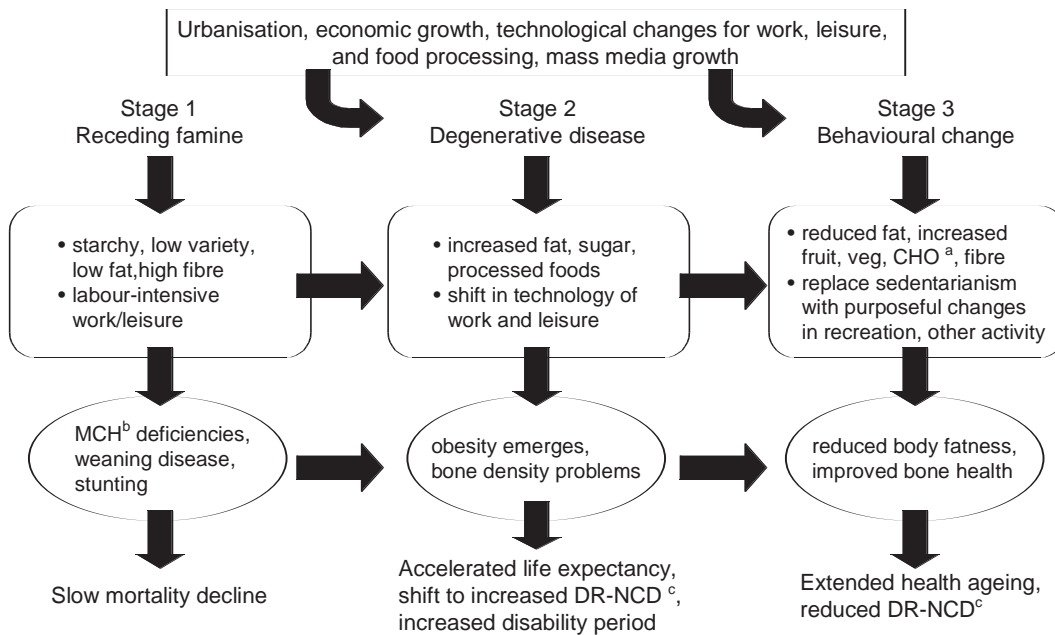 Urbanisation, economic growth, technological changes for work, leisure,
and food processing, mass media growth
Stage 1
Receding famine
Stage 2
Degenerative disease
Stage 3
Behavioural change
• starchy, low variety,
low fat,high fibre
• labour-intensive
work/leisure
• increased fat, sugar,
processed foods
• shift in technology of
work and leisure
• reduced fat, increased
fruit, veg, CHO a, fibre
• replace sedentarianism
with purposeful changes
in recreation, other activity
MCHb deficiencies,
weaning disease,
stunting
obesity emerges,
bone density problems
reduced body fatness,
improved bone health
Slow mortality decline
Accelerated life expectancy,
shift to increased DR-NCD c,
increased disability period
Extended health ageing,
reduced DR-NCDc